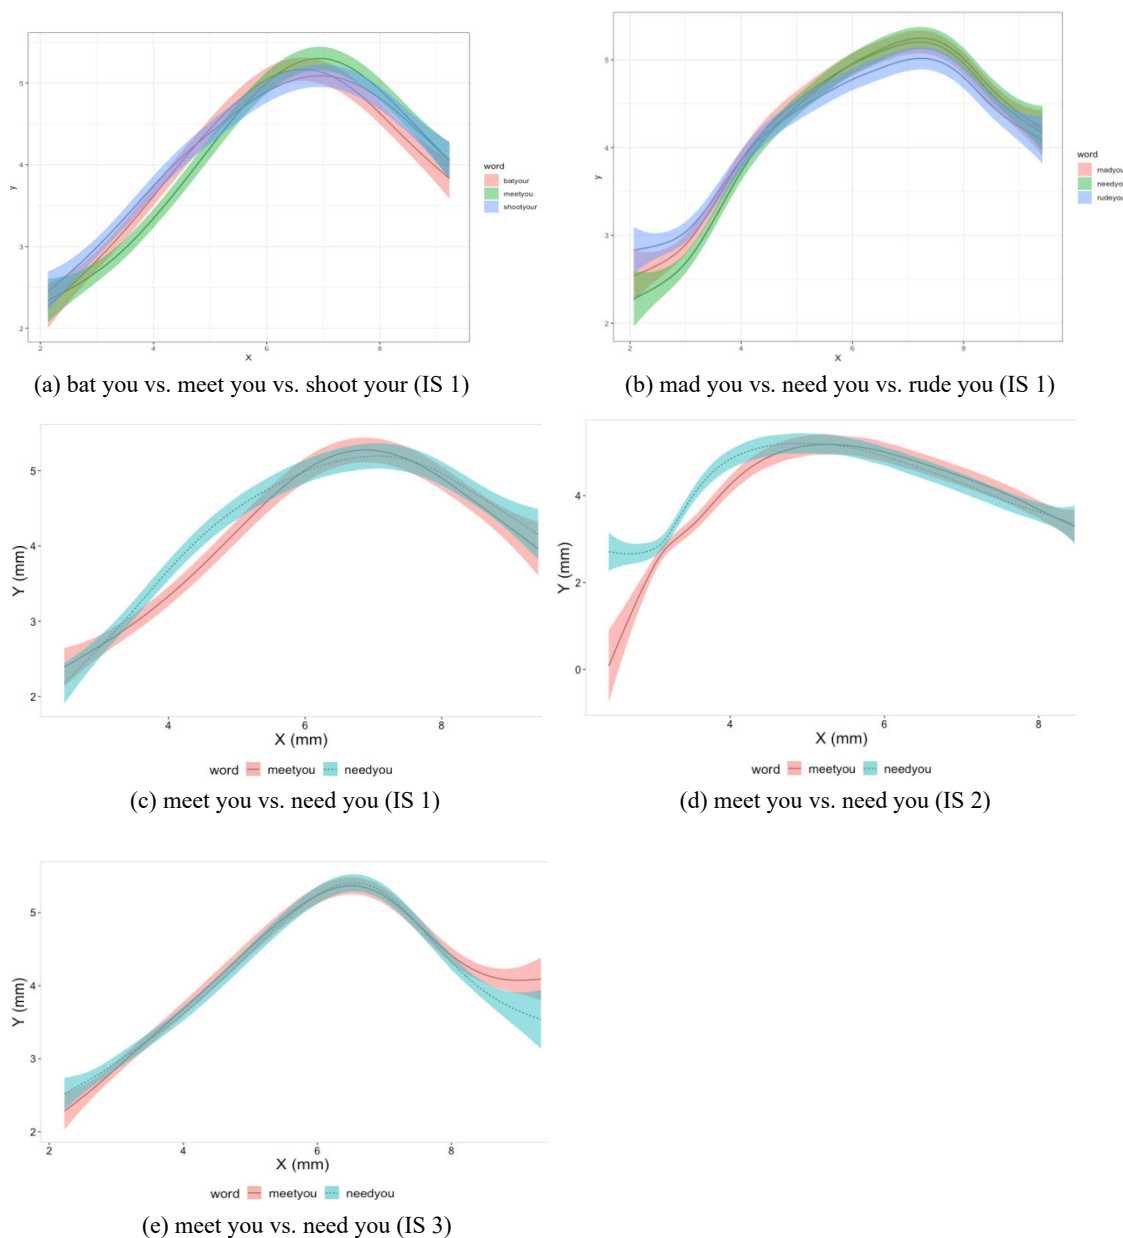 5
4
3
2
y
2
4
6
8
X
word
batyour
meetyou
shootyour
(a) bat you vs. meet you vs. shoot your (IS 1)
5
4
3
2
y
2
4
6
8
X
word
madyou
needyou
rudeyou
(b) mad you vs. need you vs. rude you (IS 1)
5
4
3
2
Y (mm)
4
6
8
X (mm)
word meetyou needyou
(c) meet you vs. need you (IS 1)
4
2
0
Y (mm)
4
6
8
X (mm)
word meetyou needyou
(d) meet you vs. need you (IS 2)
5
4
3
2
Y (mm)
2
4
6
8
X (mm)
word meetyou needyou
(e) meet you vs. need you (IS 3)